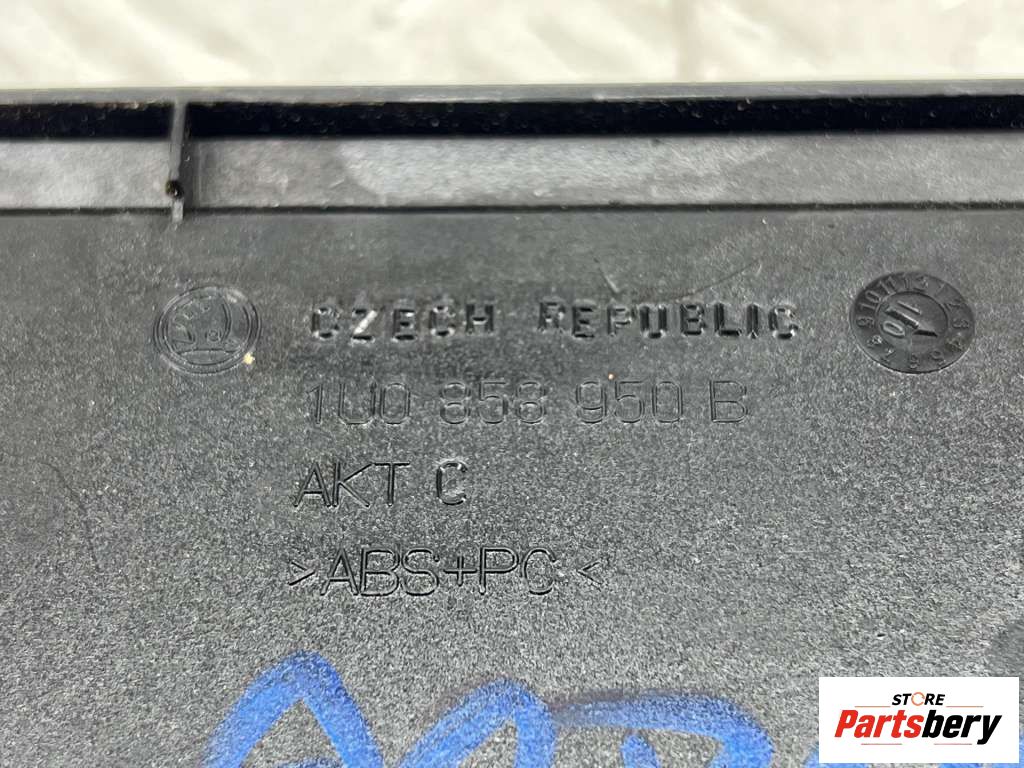 CZECH REPUBLIC
1U0 858 950 B
AKT C
>ABS+PC<
STORE
Partsbery